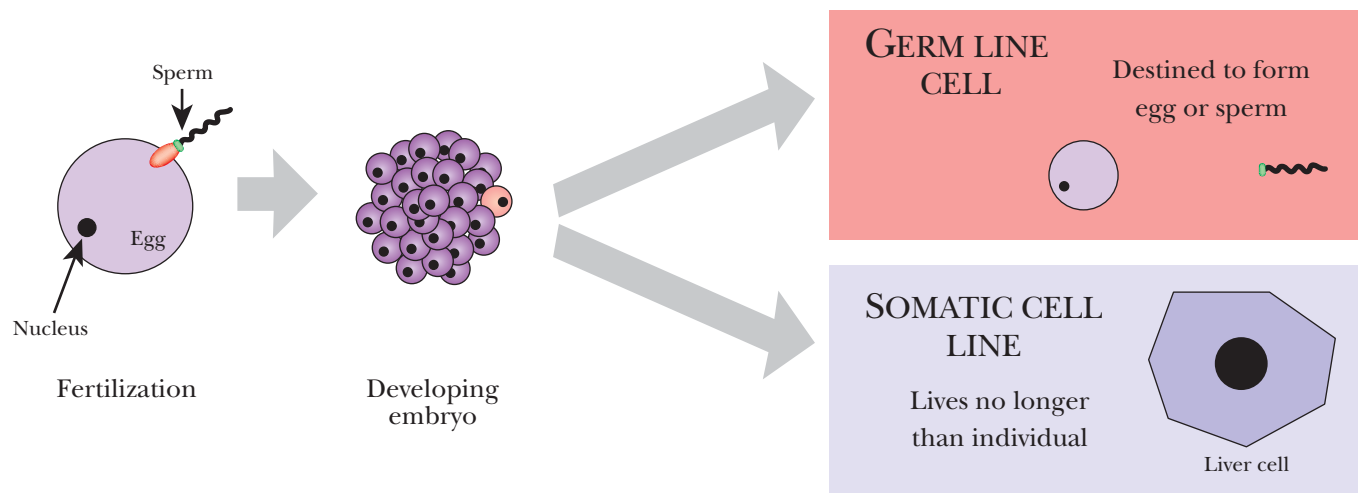 Sperm
Egg
Nucleus
Fertilization
Developing
embryo
GERM LINE
CELL
Destined to form
egg or sperm
SOMATIC CELL
LINE
Lives no longer
than individual
Liver cell